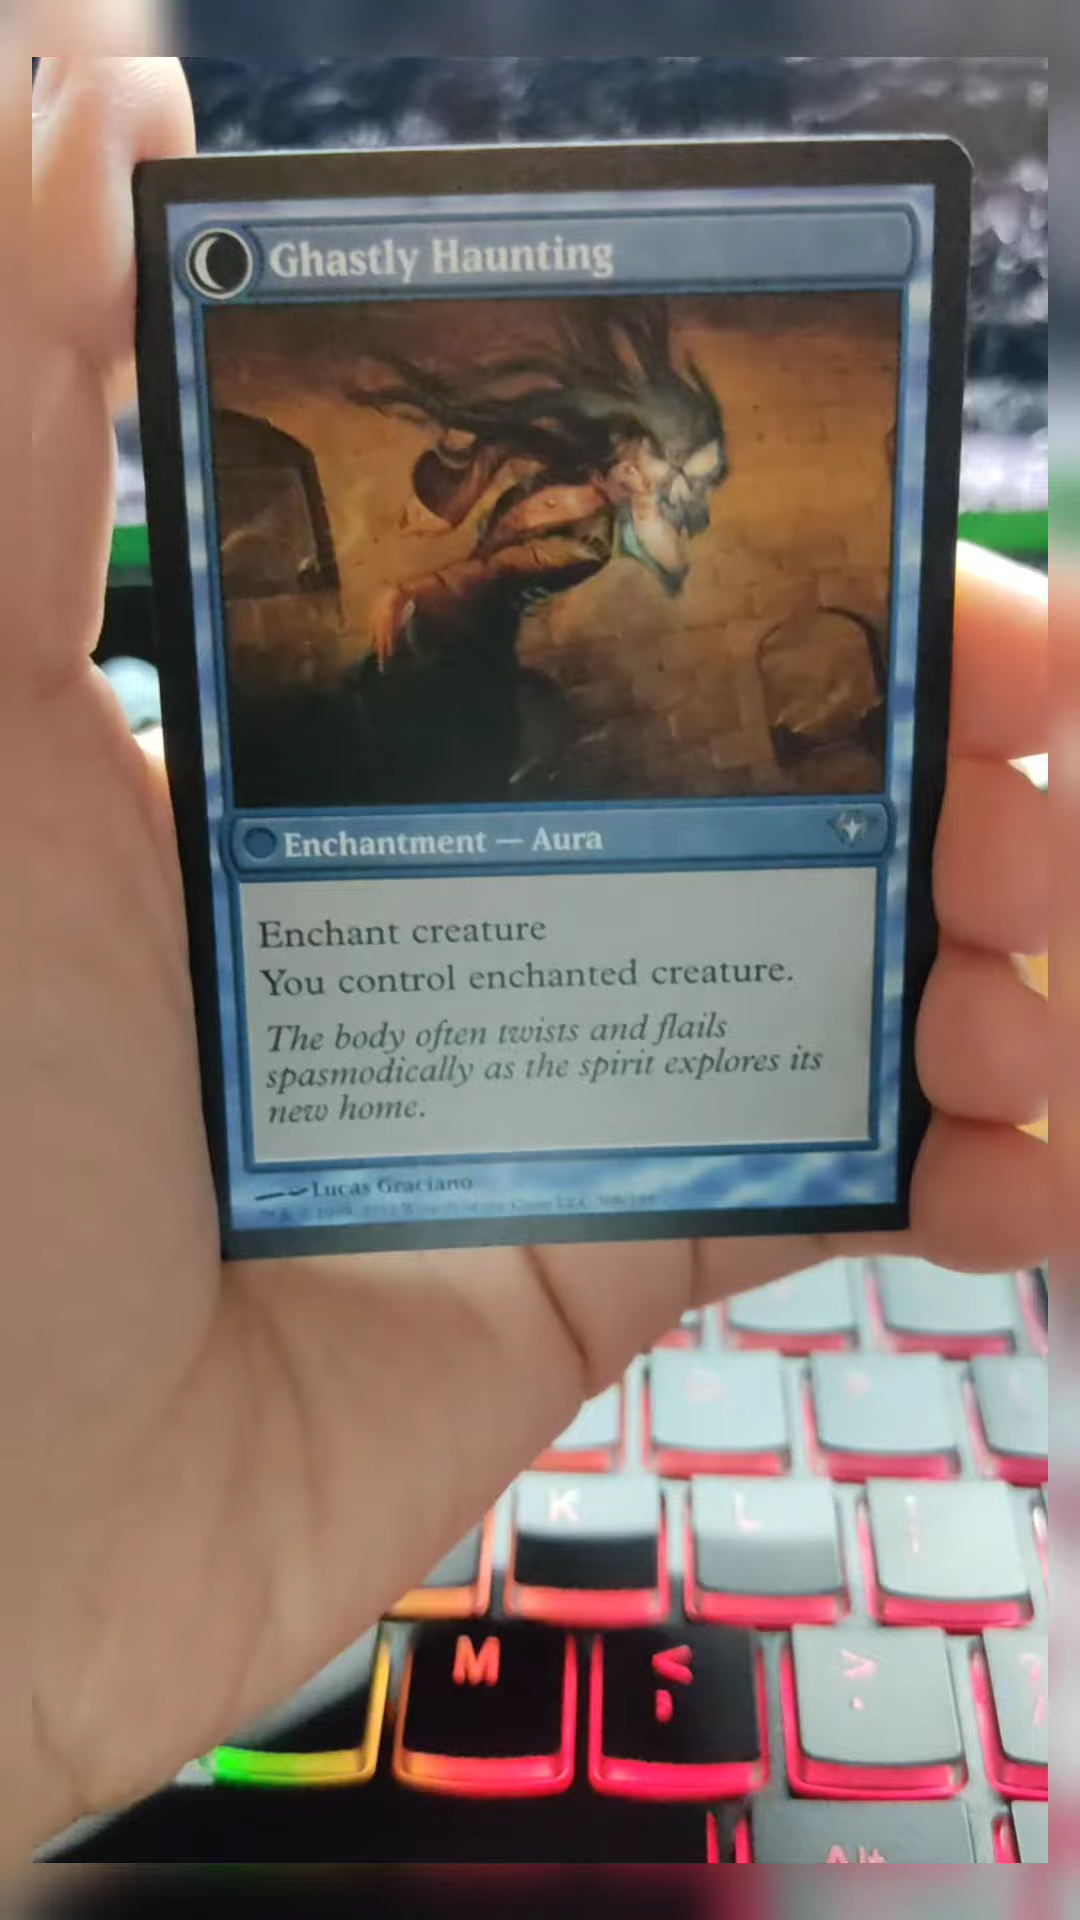 Ghastly Haunting
Enchantment — Aura
Enchant creature
You control enchanted creature.
The body often twists and flails
spasmodically as the spirit explores its
new home.
Lucas Graciano
K
L
M
<
,
>
.
Alt